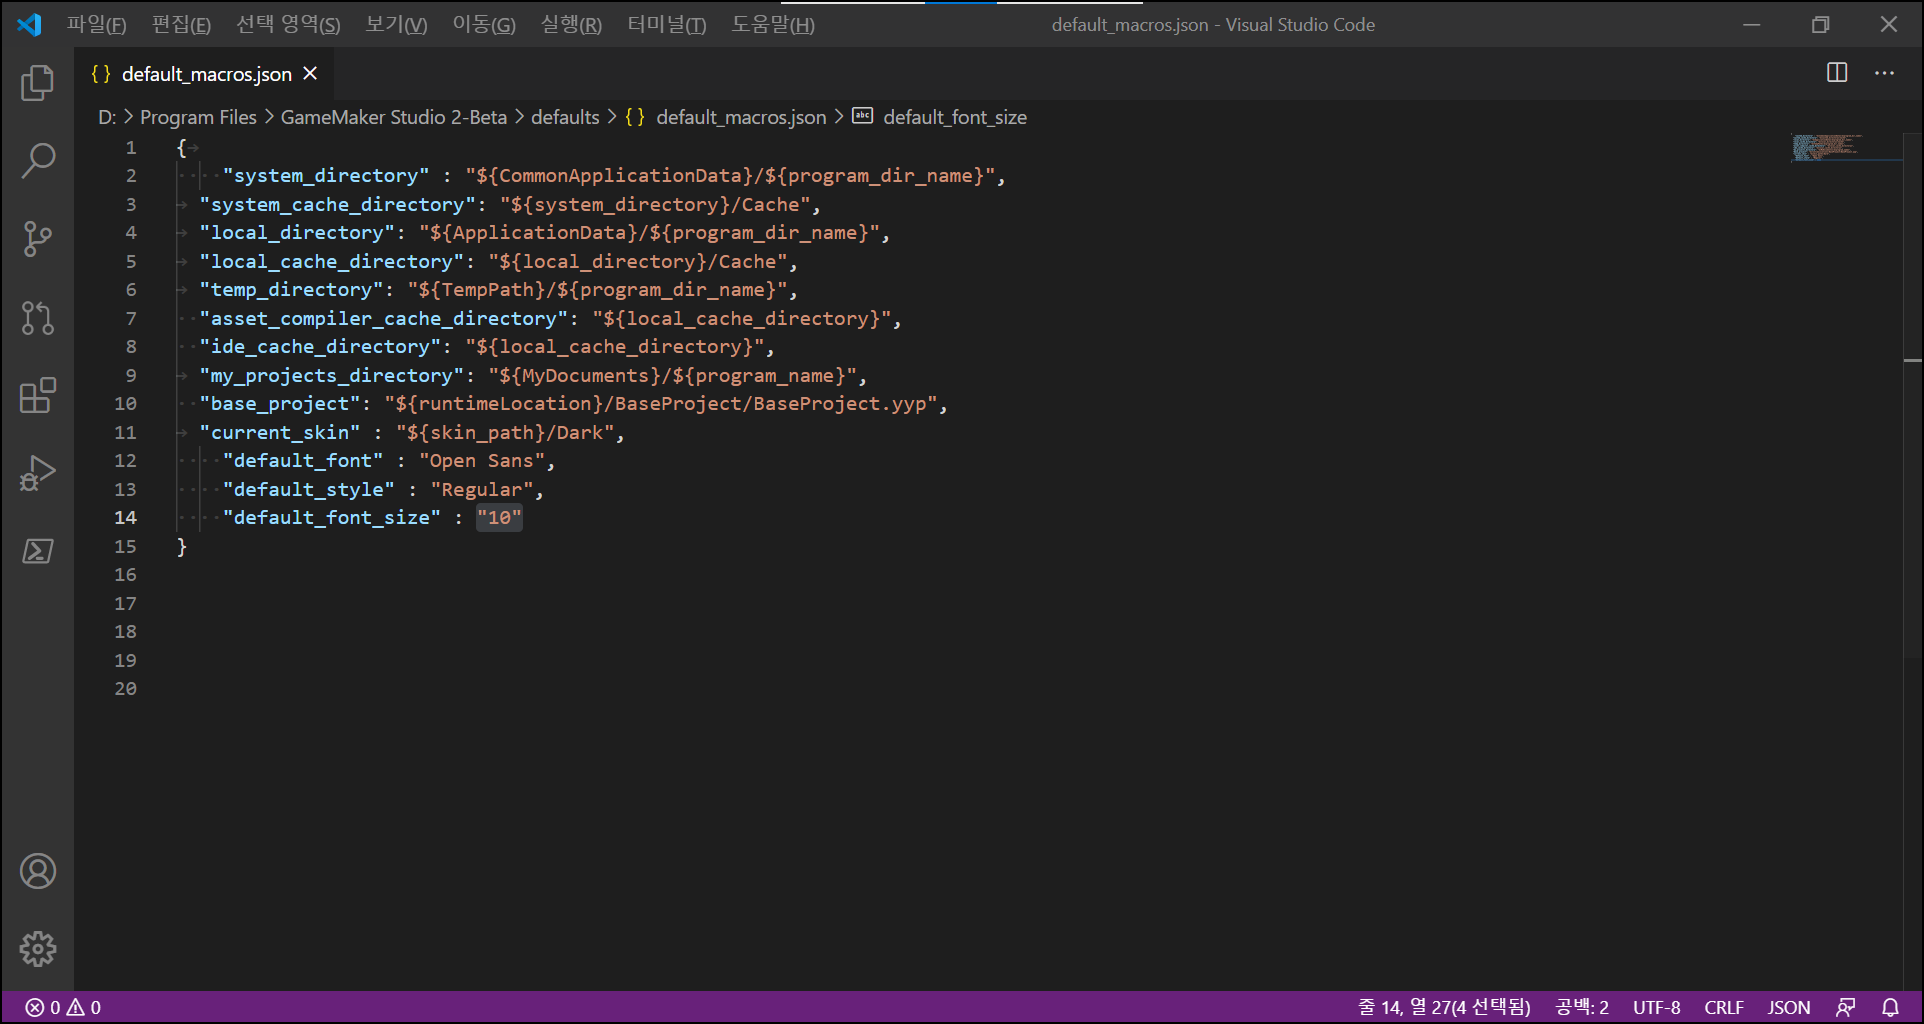 파일(F) 편집(E) 선택 영역(S) 보기(V) 이동(G) 실행(R) 터미널(T) 도움말(H) default_macros.json - Visual Studio Code
{} default_macros.json
D: > Program Files > GameMaker Studio 2-Beta > defaults > {} default_macros.json > abc default_font_size
1 {
2 "system_directory" : "${CommonApplicationData}/${program_dir_name}",
3 "system_cache_directory": "${system_directory}/Cache",
4 "local_directory": "${ApplicationData}/${program_dir_name}",
5 "local_cache_directory": "${local_directory}/Cache",
6 "temp_directory": "${TempPath}/${program_dir_name}",
7 "asset_compiler_cache_directory": "${local_cache_directory}",
8 "ide_cache_directory": "${local_cache_directory}",
9 "my_projects_directory": "${MyDocuments}/${program_name}",
10 "base_project": "${runtimeLocation}/BaseProject/BaseProject.yyp",
11 "current_skin" : "${skin_path}/Dark",
12 "default_font" : "Open Sans",
13 "default_style" : "Regular",
14 "default_font_size" : "10"
15 }
16
17
18
19
20
0 0 줄 14, 열 27(4 선택됨) 공백: 2 UTF-8 CRLF JSON